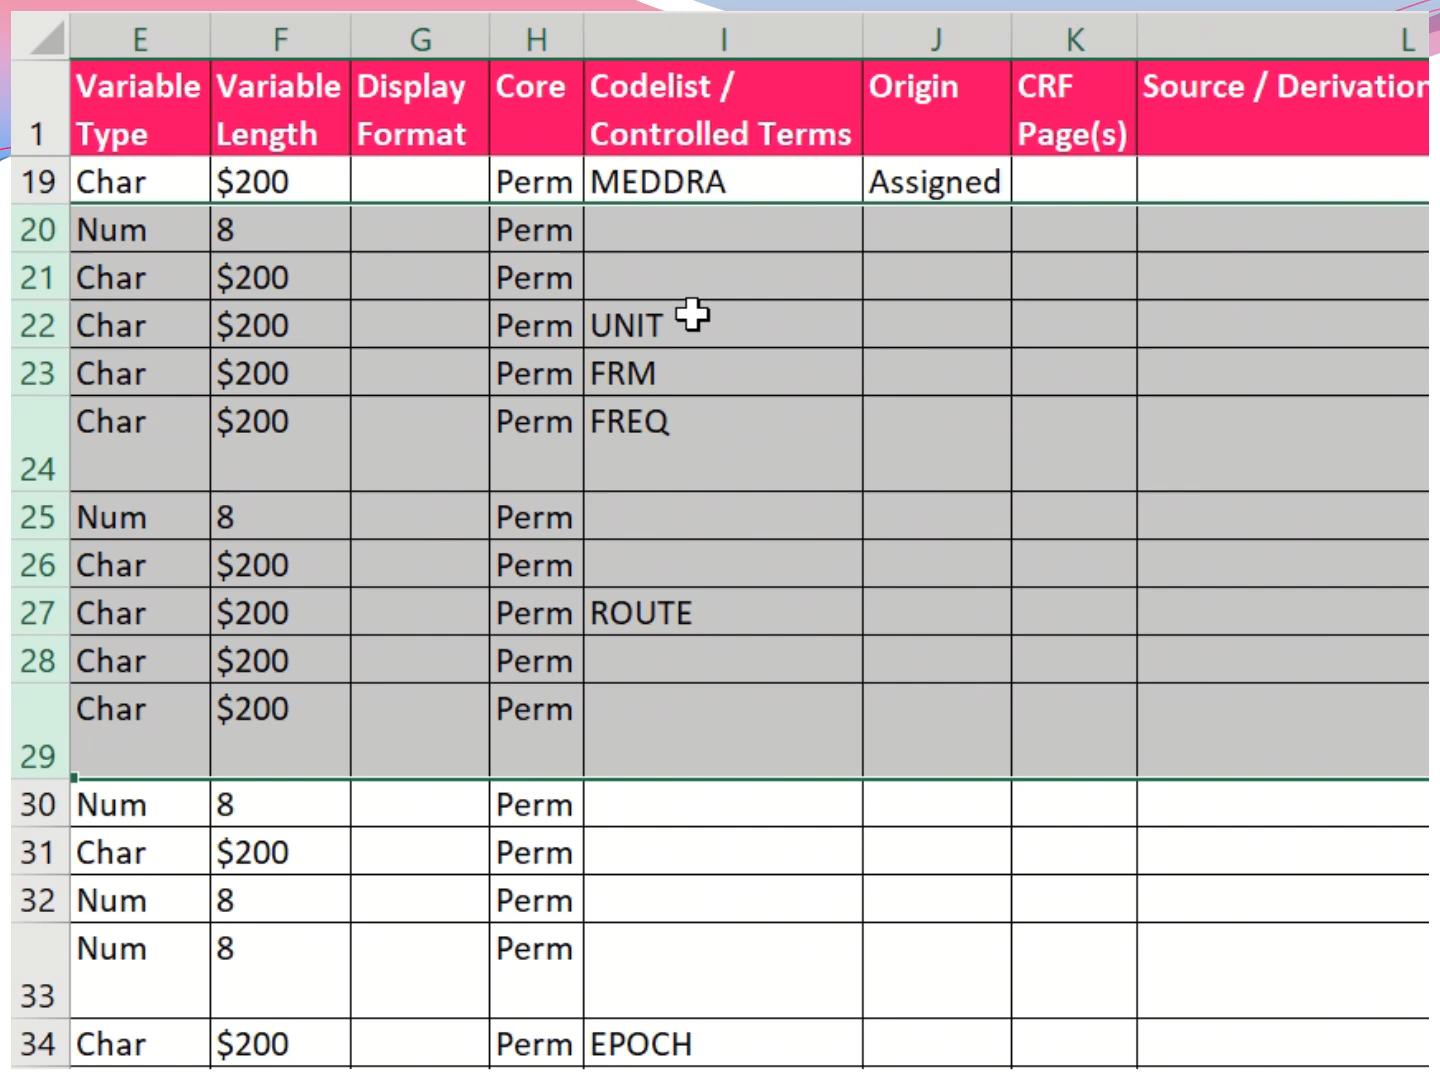 E F G H I J K L
Variable Variable Display Core Codelist / Origin CRF Source / Derivation
1 Type Length Format Controlled Terms Page(s)
19 Char $200 Perm MEDDRA Assigned
20 Num 8 Perm
21 Char $200 Perm
22 Char $200 Perm UNIT
23 Char $200 Perm FRM
Char $200 Perm FREQ
24
25 Num 8 Perm
26 Char $200 Perm
27 Char $200 Perm ROUTE
28 Char $200 Perm
Char $200 Perm
29
30 Num 8 Perm
31 Char $200 Perm
32 Num 8 Perm
Num 8 Perm
33
34 Char $200 Perm EPOCH